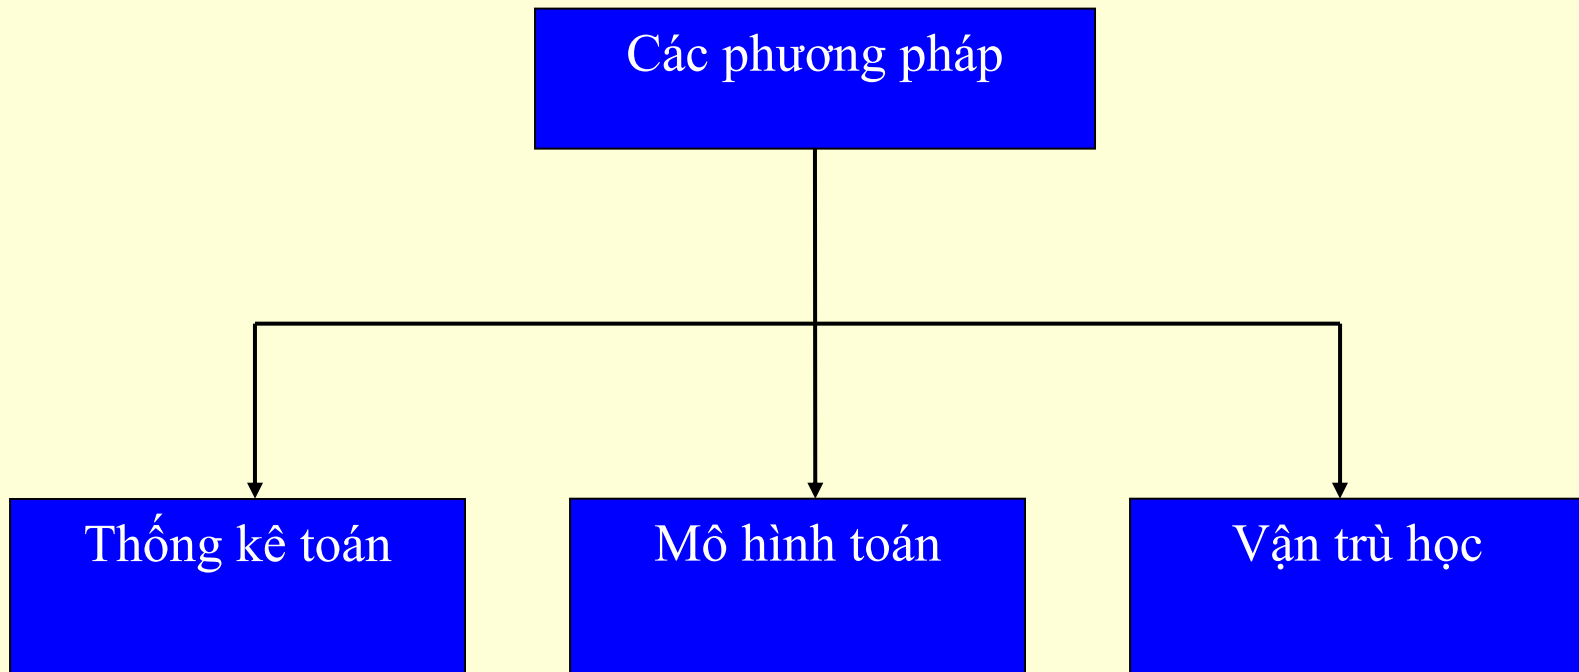 Các phương pháp
Thống kê toán
Mô hình toán
Vận trù học